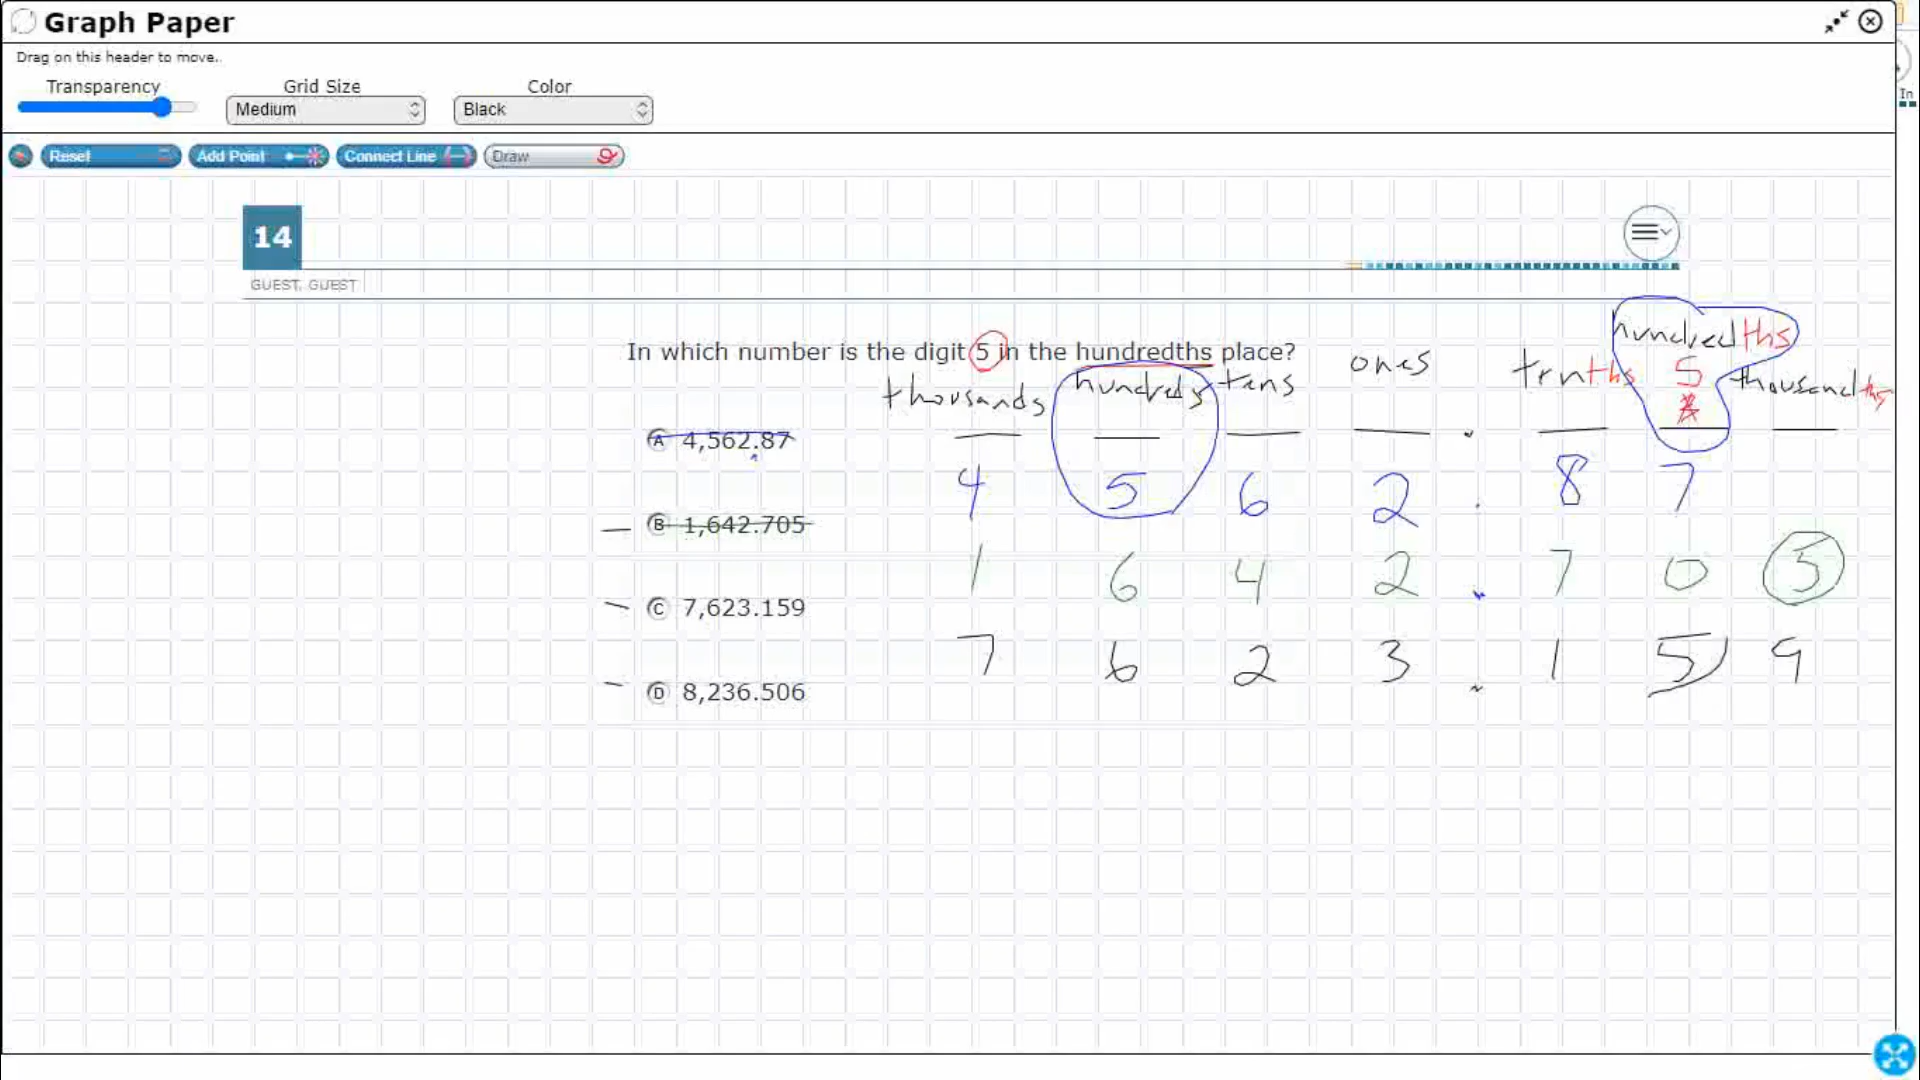 Graph Paper
Drag on this header to move..
Transparency Grid Size Color
Medium Black
Reset Add Point Connect Line Draw
In
14
GUEST, GUEST
In which number is the digit 5 in the hundredths place?
thousands hundreds tens ones . tenths hundredths thousandths
5
A 4,562.87
4 5 6 2 . 8 7
B 1,642.705
1 6 4 2 . 7 0 5
C 7,623.159
7 6 2 3 . 1 5 9
D 8,236.506